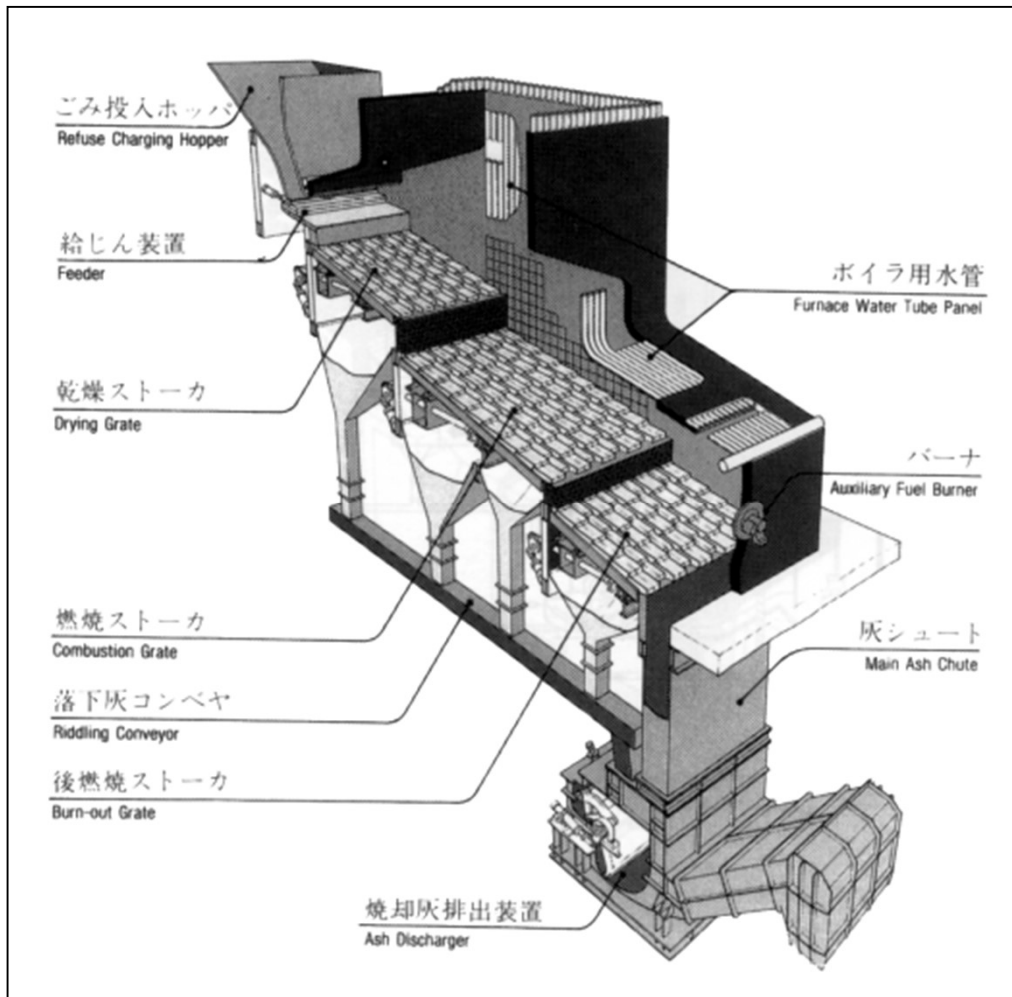 ごみ投入ホッパ
Refuse Charging Hopper
給じん装置
Feeder
乾燥ストーカ
Drying Grate
燃焼ストーカ
Combustion Grate
落下灰コンベヤ
Riddling Conveyor
後燃焼ストーカ
Burn-out Grate
焼却灰排出装置
Ash Discharger
ボイラ用水管
Furnace Water Tube Panel
バーナ
Auxiliary Fuel Burner
灰シュート
Main Ash Chute